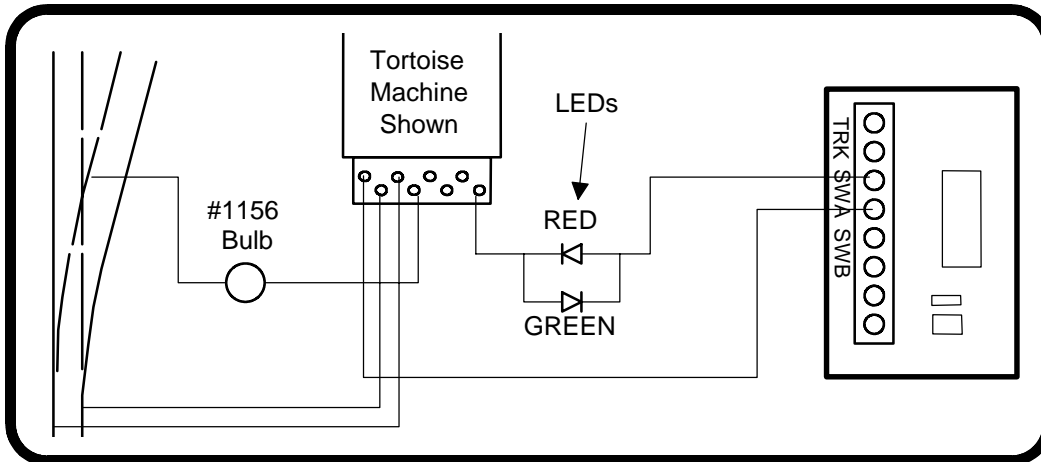 Tortoise
Machine
Shown
LEDs
#1156
Bulb
RED
GREEN
TRK SWA SWB